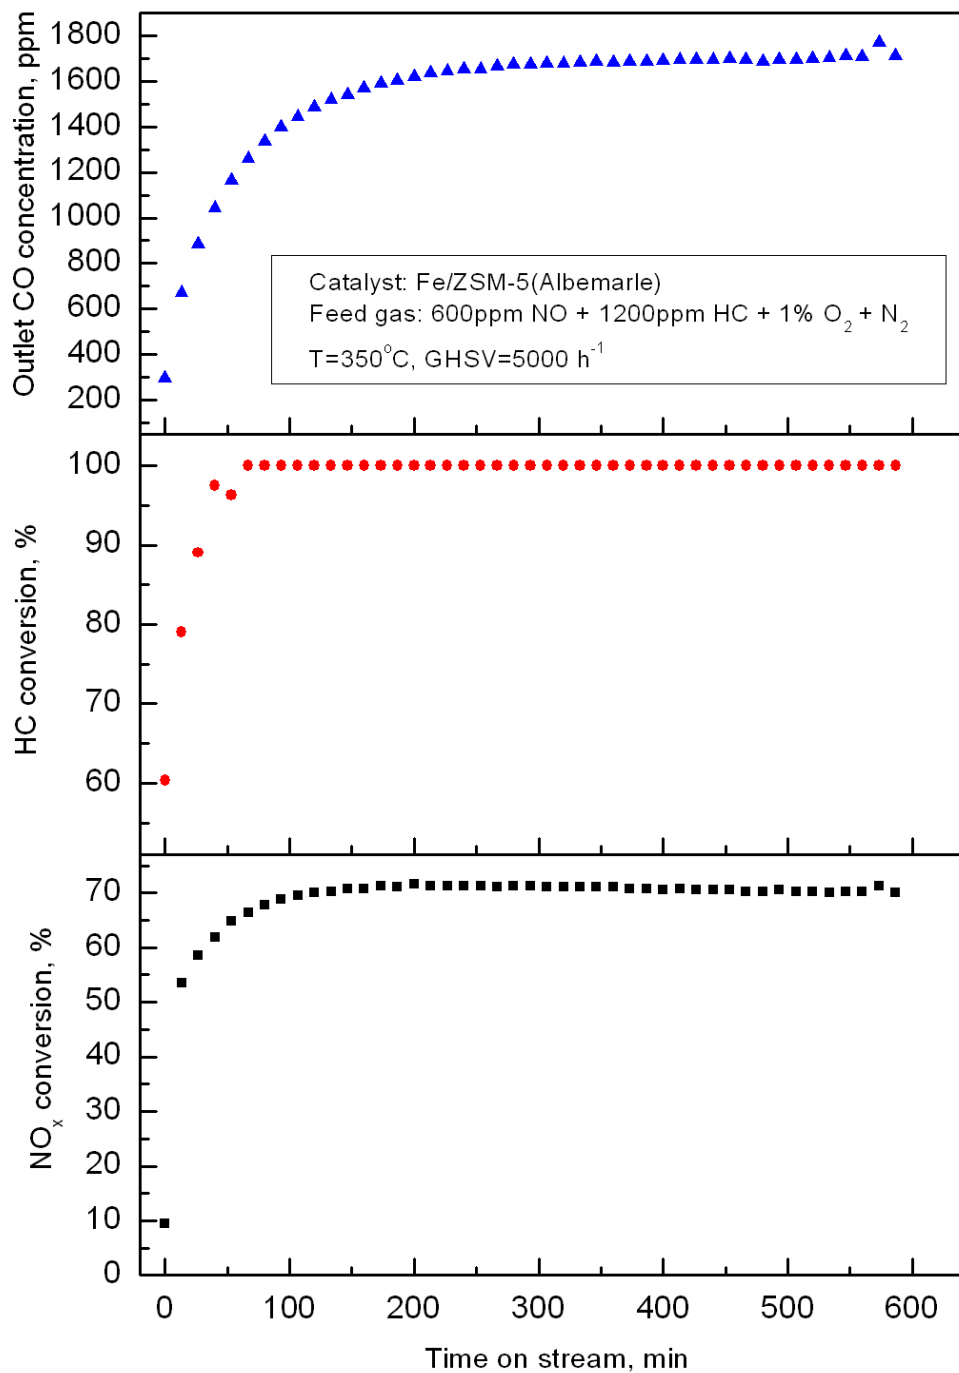 Outlet CO concentration, ppm
1800
1600
1400
1200
1000
800
600
400
200
Catalyst: Fe/ZSM-5(Albemarle)
Feed gas: 600ppm NO + 1200ppm HC + 1% O₂ + N₂
T=350°C, GHSV=5000 h⁻¹
HC conversion, %
100
90
80
70
60
NOₓ conversion, %
70
60
50
40
30
20
10
0
0 100 200 300 400 500 600
Time on stream, min